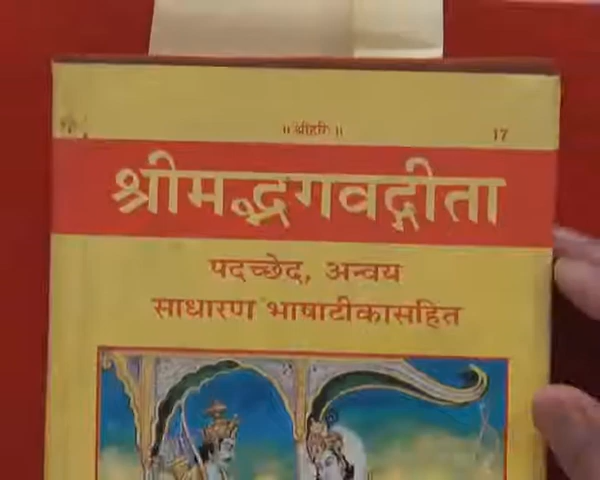 ॥ श्रीहरिः ॥
17
श्रीमद्भगवद्गीता
पदच्छेद, अन्वय
साधारण भाषाटीकासहित